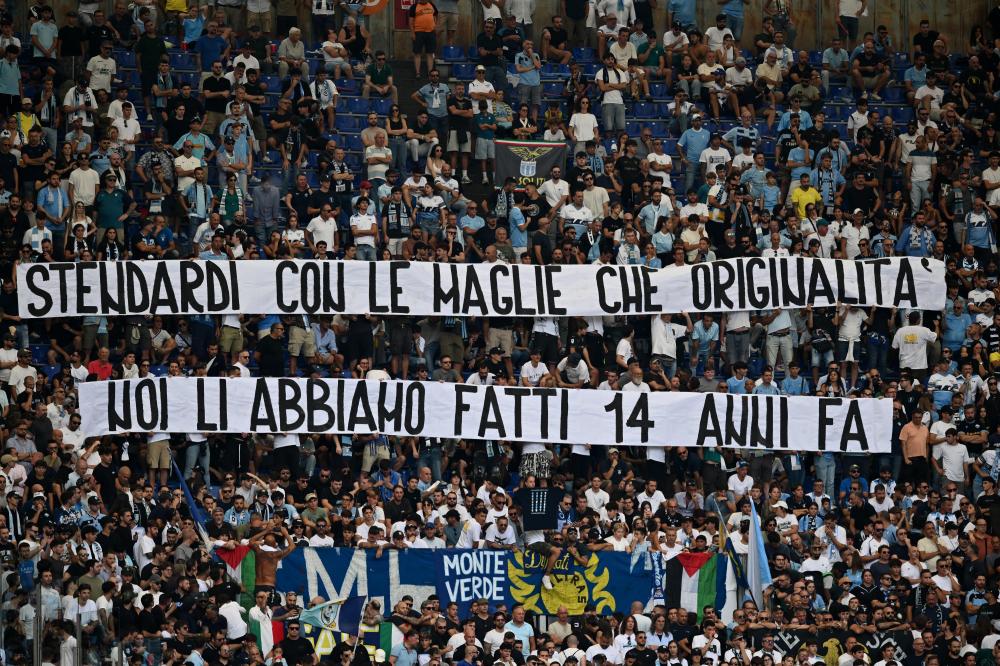 STENDARDI CON LE MAGLIE CHE ORIGINALITA'
NOI LI ABBIAMO FATTI 14 ANNI FA
MONTE
VERDE